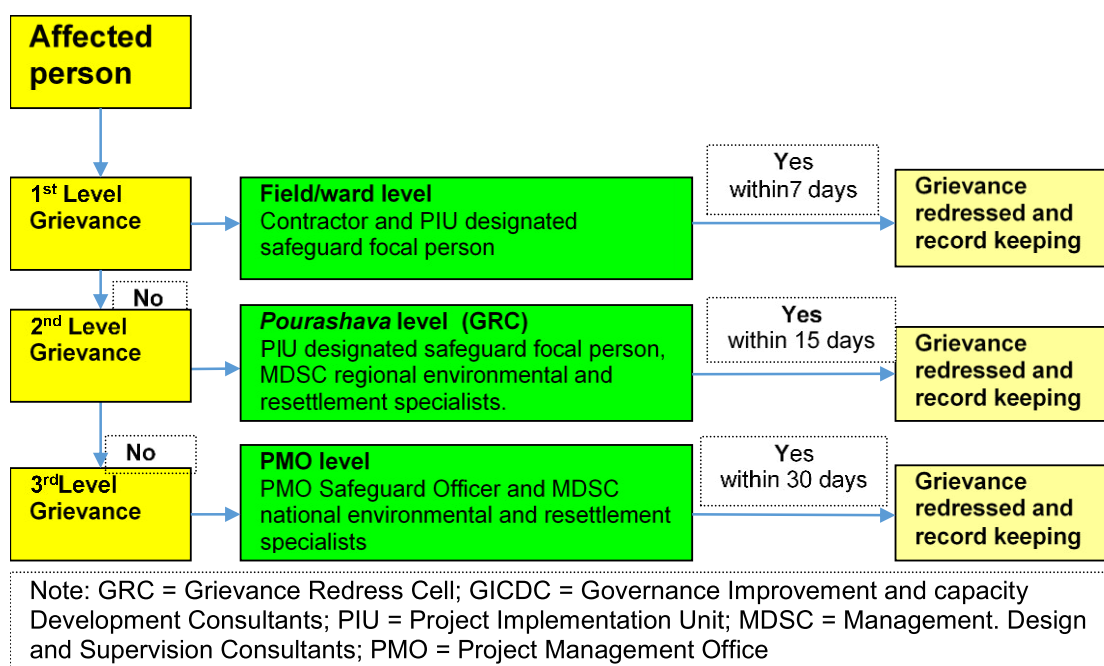 Affected
person
1st Level
Grievance
Field/ward level
Contractor and PIU designated
safeguard focal person
Yes
within7 days
Grievance
redressed and
record keeping
No
2nd Level
Grievance
Pourashava level (GRC)
PIU designated safeguard focal person,
MDSC regional environmental and
resettlement specialists.
Yes
within 15 days
Grievance
redressed and
record keeping
No
3rdLevel
Grievance
PMO level
PMO Safeguard Officer and MDSC
national environmental and resettlement
specialists
Yes
within 30 days
Grievance
redressed and
record keeping
Note: GRC = Grievance Redress Cell; GICDC = Governance Improvement and capacity
Development Consultants; PIU = Project Implementation Unit; MDSC = Management. Design
and Supervision Consultants; PMO = Project Management Office